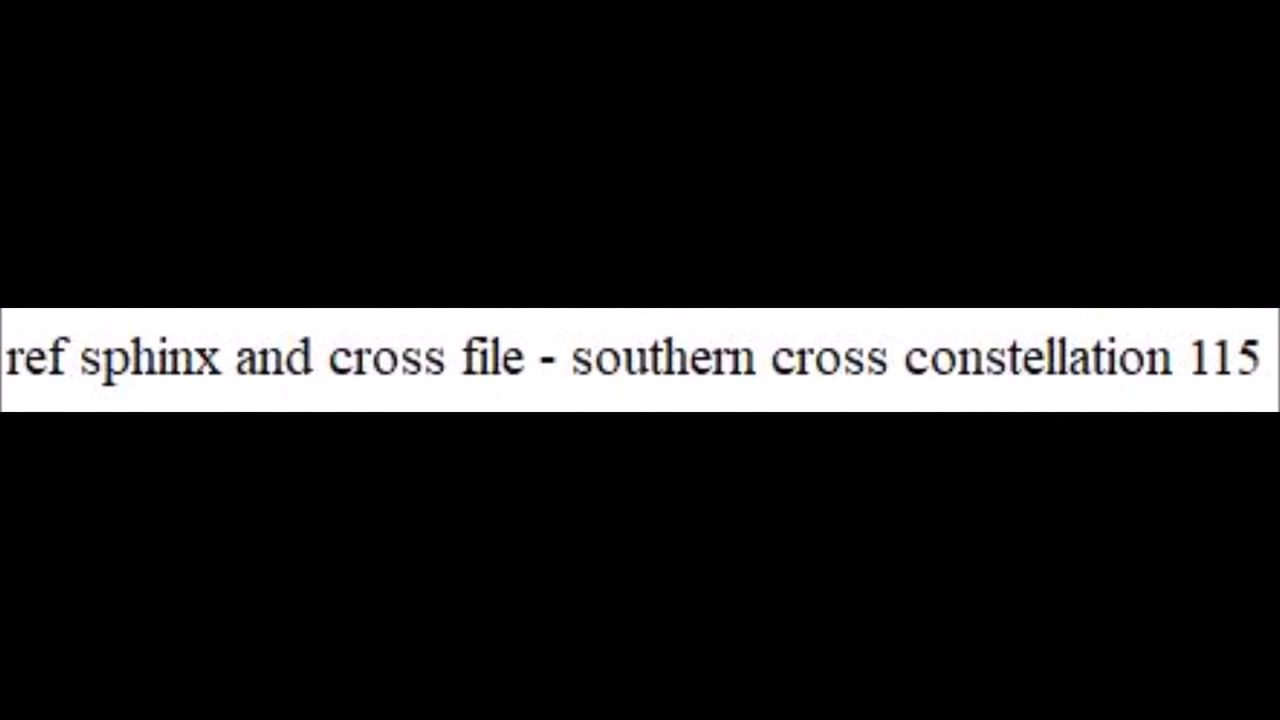 ref sphinx and cross file - southern cross constellation 115